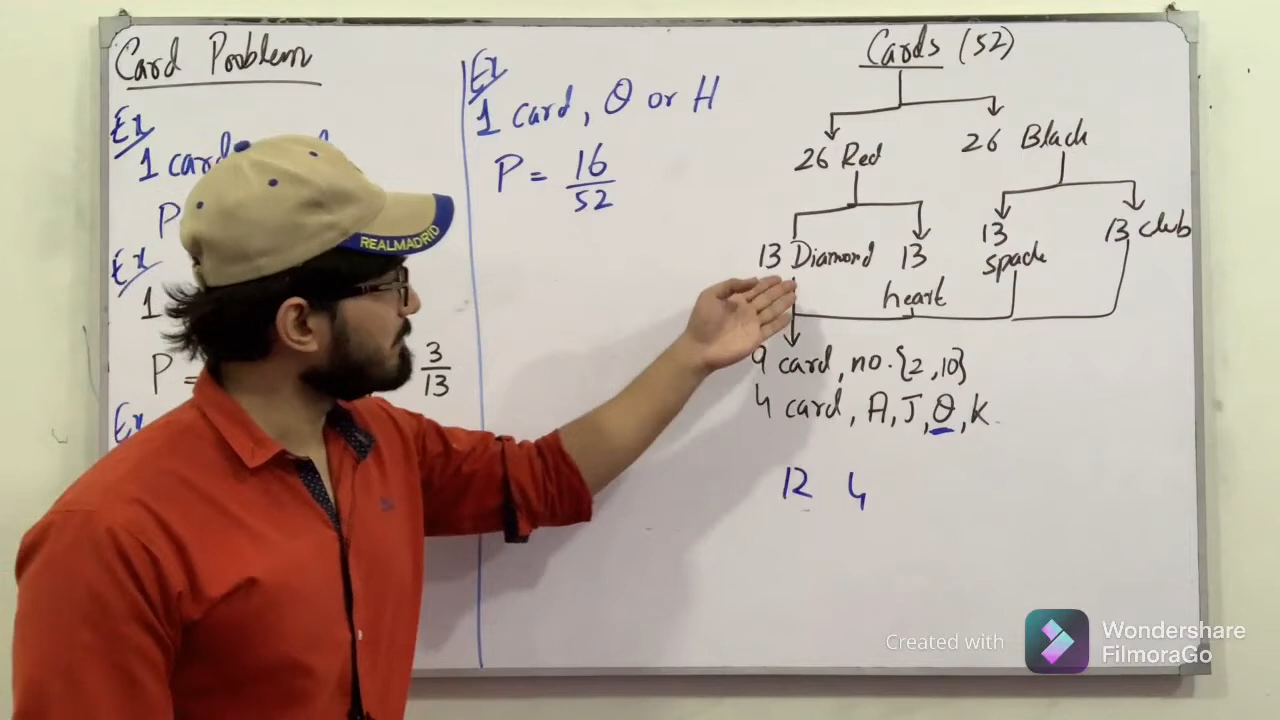 Card Problem
Ex
1 card
P
Ex
1
P = 3/13
Ex
Ex
1 card, Q or H
P = 16/52
Cards (52)
26 Red
26 Black
13 Diamond
13 heart
13 spade
13 club
9 card, no. {2, 10}
4 card, A, J, Q, K
12 4
REALMADRID
Created with
Wondershare
FilmoraGo